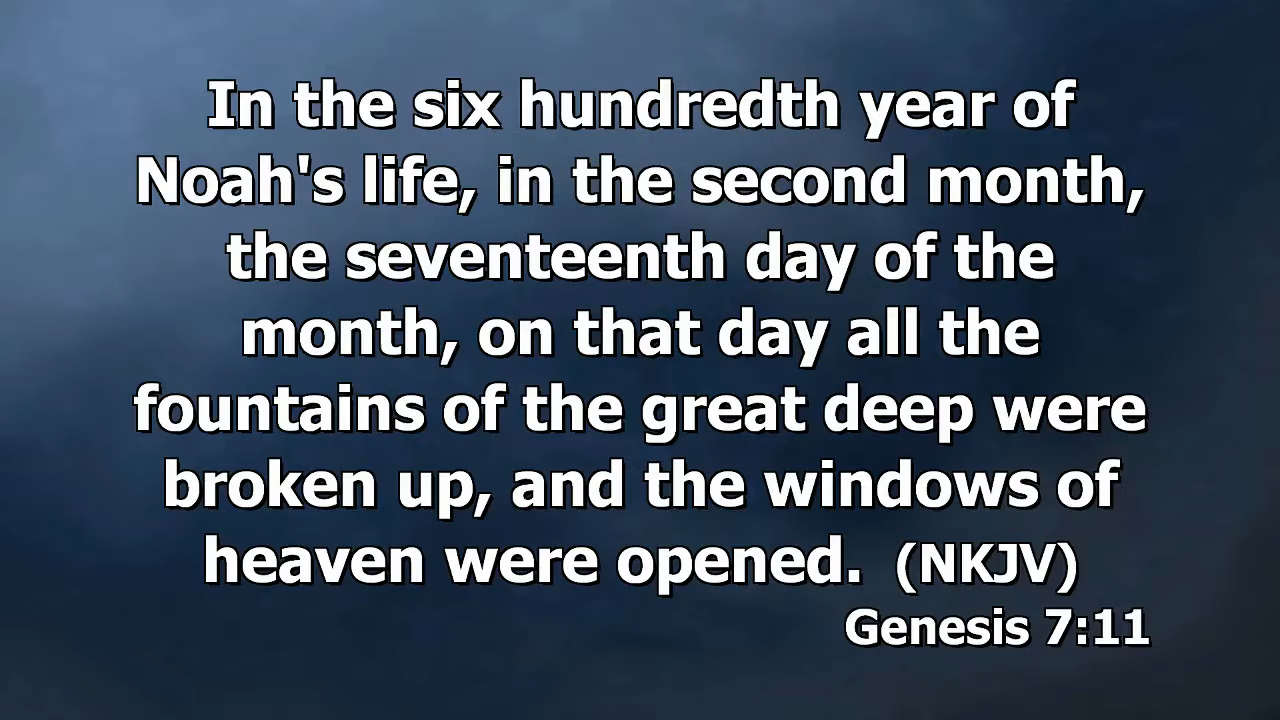 In the six hundredth year of
Noah's life, in the second month,
the seventeenth day of the
month, on that day all the
fountains of the great deep were
broken up, and the windows of
heaven were opened. (NKJV)
Genesis 7:11